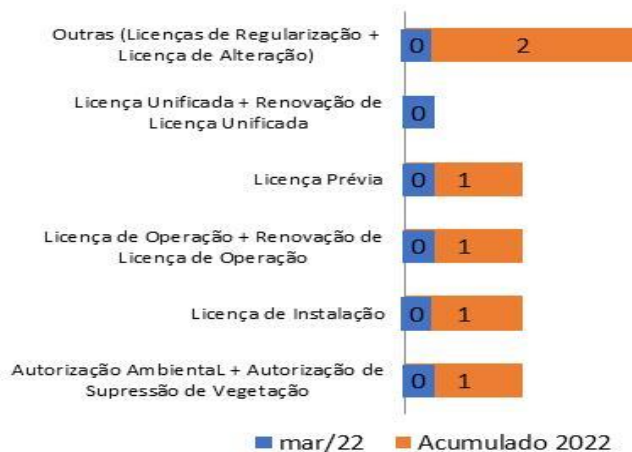 Outras (Licenças de Regularização +
Licença de Alteração)
0
2
Licença Unificada + Renovação de
Licença Unificada
0
Licença Prévia
0
1
Licença de Operação + Renovação de
Licença de Operação
0
1
Licença de Instalação
0
1
Autorização AmbientaL + Autorização de
Supressão de Vegetação
0
1
mar/22
Acumulado 2022